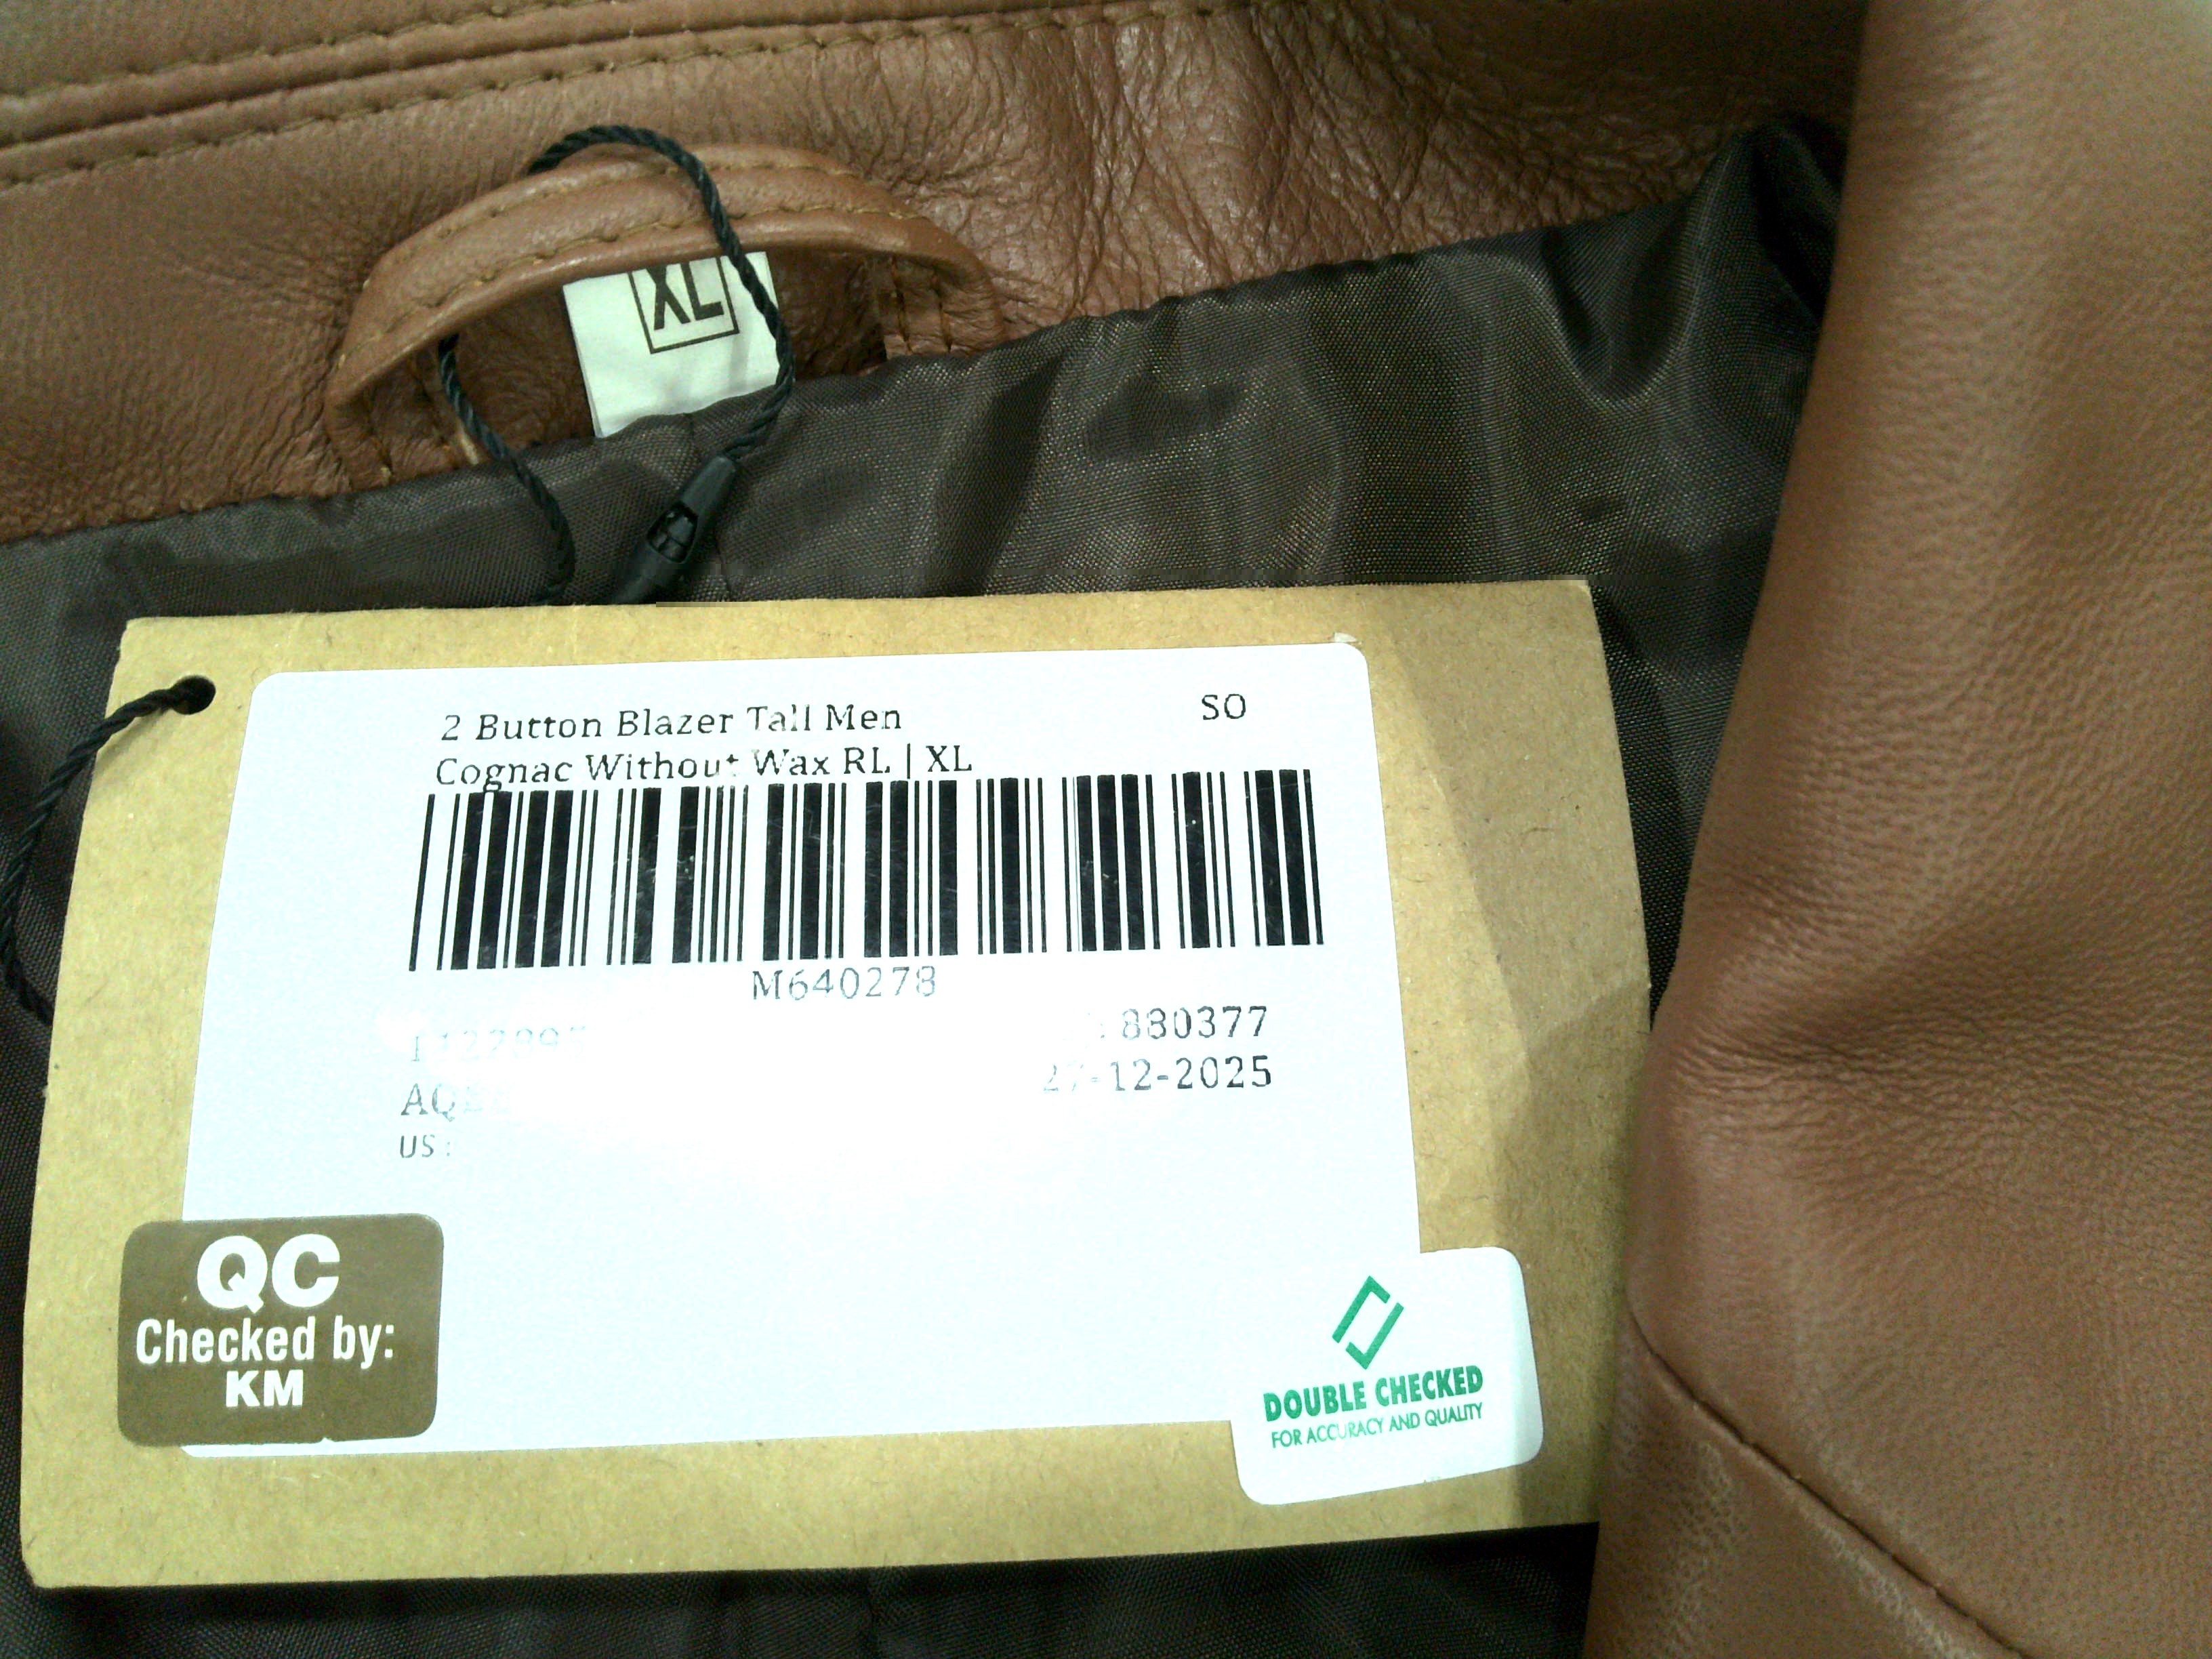 XL
2 Button Blazer Tall Men
SO
Cognac Without Wax RL | XL
M640278
880377
27-12-2025
US :
QC
Checked by:
KM
DOUBLE CHECKED
FOR ACCURACY AND QUALITY